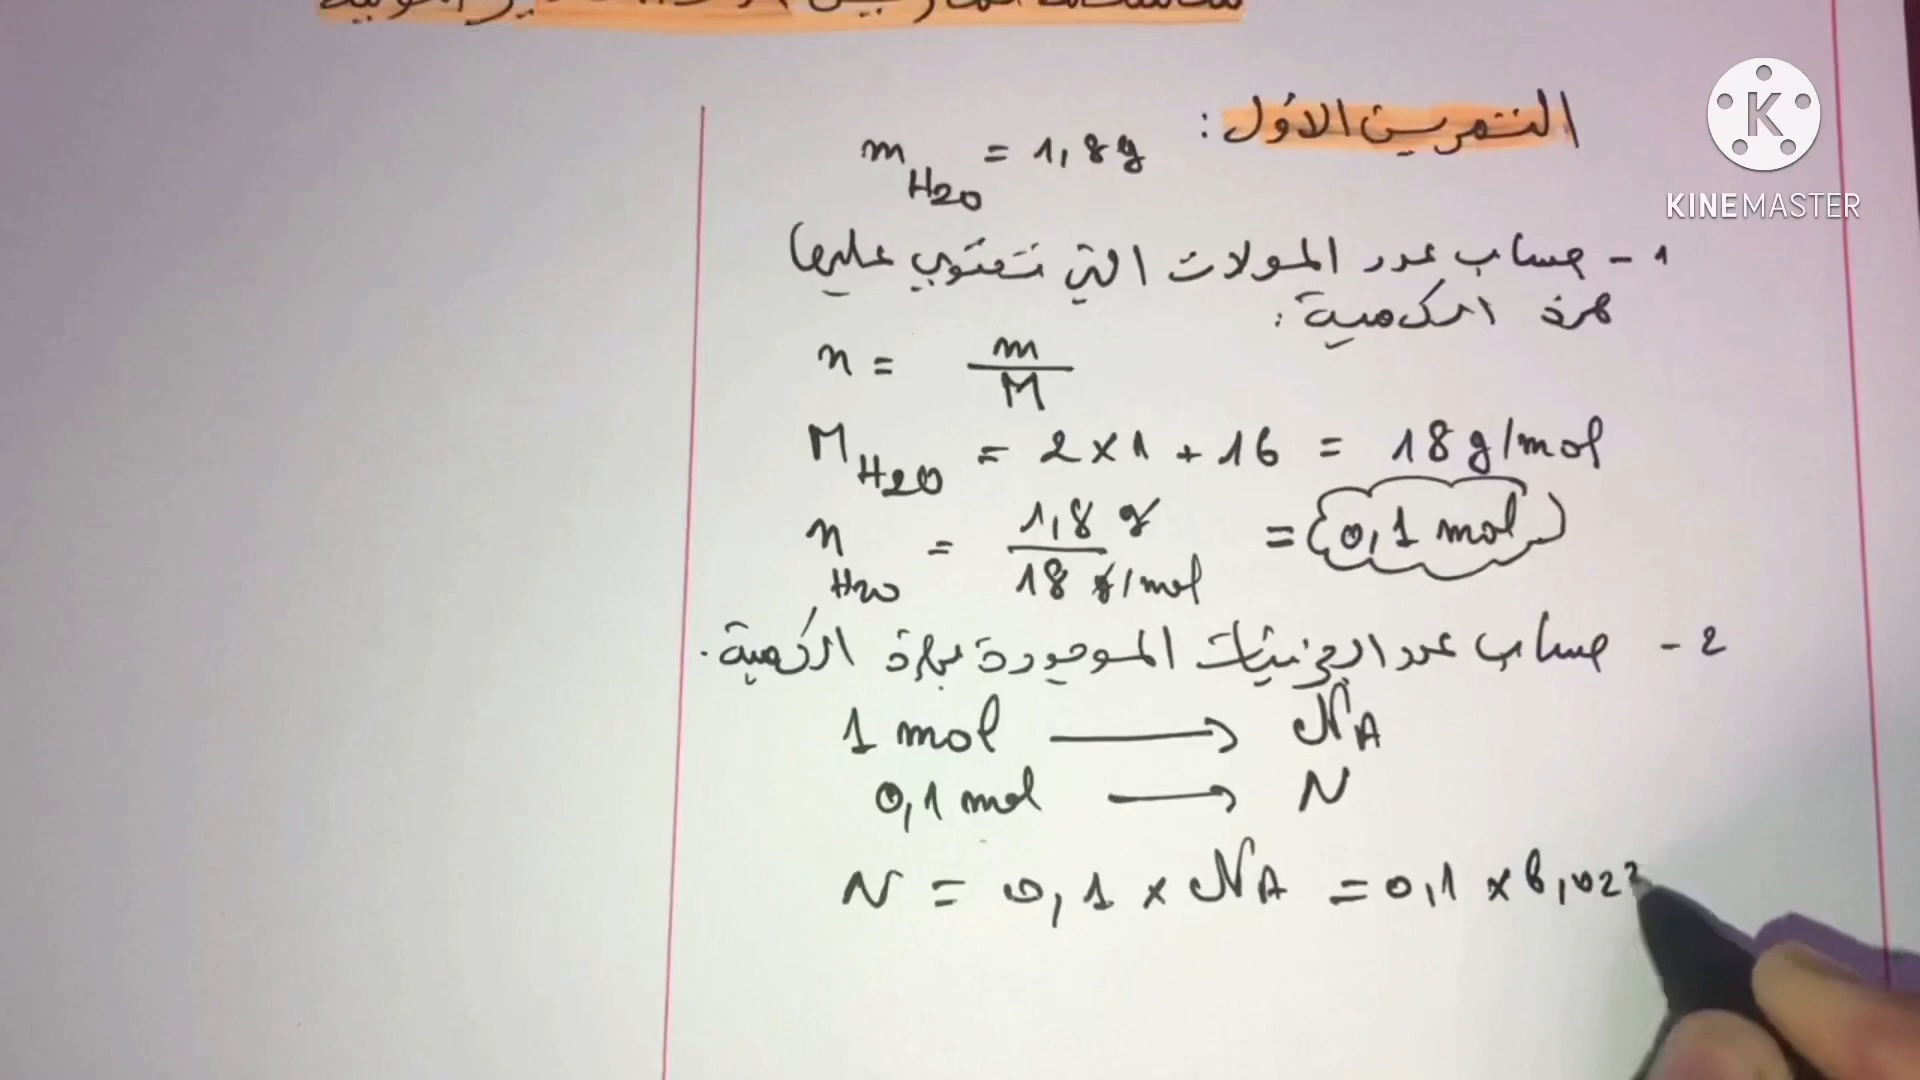 التمرين الأول :
m H2O = 1,8g
KINEMASTER
1 - حساب عدد المولات التي تحتوي عليها
هذه الكمية :
n = m / M
M H2O = 2 x 1 + 16 = 18 g/mol
n H2O = 1,8 g / 18 g/mol = 0,1 mol
2 - حساب عدد الجزيئات الموجودة بهذه الكمية.
1 mol → NA
0,1 mol → N
N = 0,1 x NA = 0,1 x 6,022